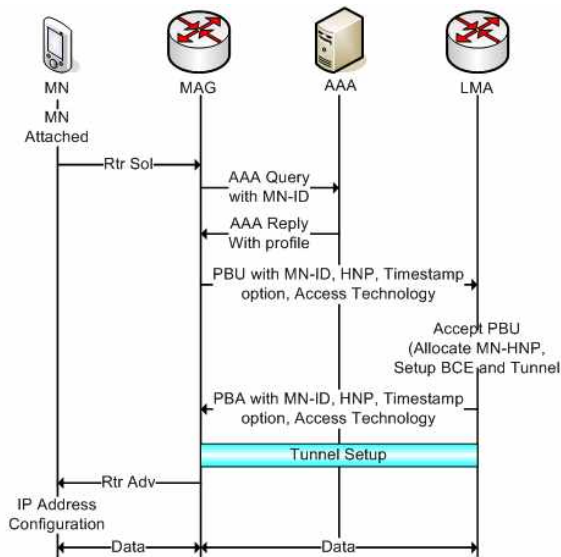 MN
MAG
AAA
LMA
MN
Attached
Rtr Sol
AAA Query
with MN-ID
AAA Reply
With profile
PBU with MN-ID, HNP, Timestamp
option, Access Technology
Accept PBU
(Allocate MN-HNP,
Setup BCE and Tunnel
PBA with MN-ID, HNP, Timestamp
option, Access Technology
Tunnel Setup
Rtr Adv
IP Address
Configuration
Data
Data